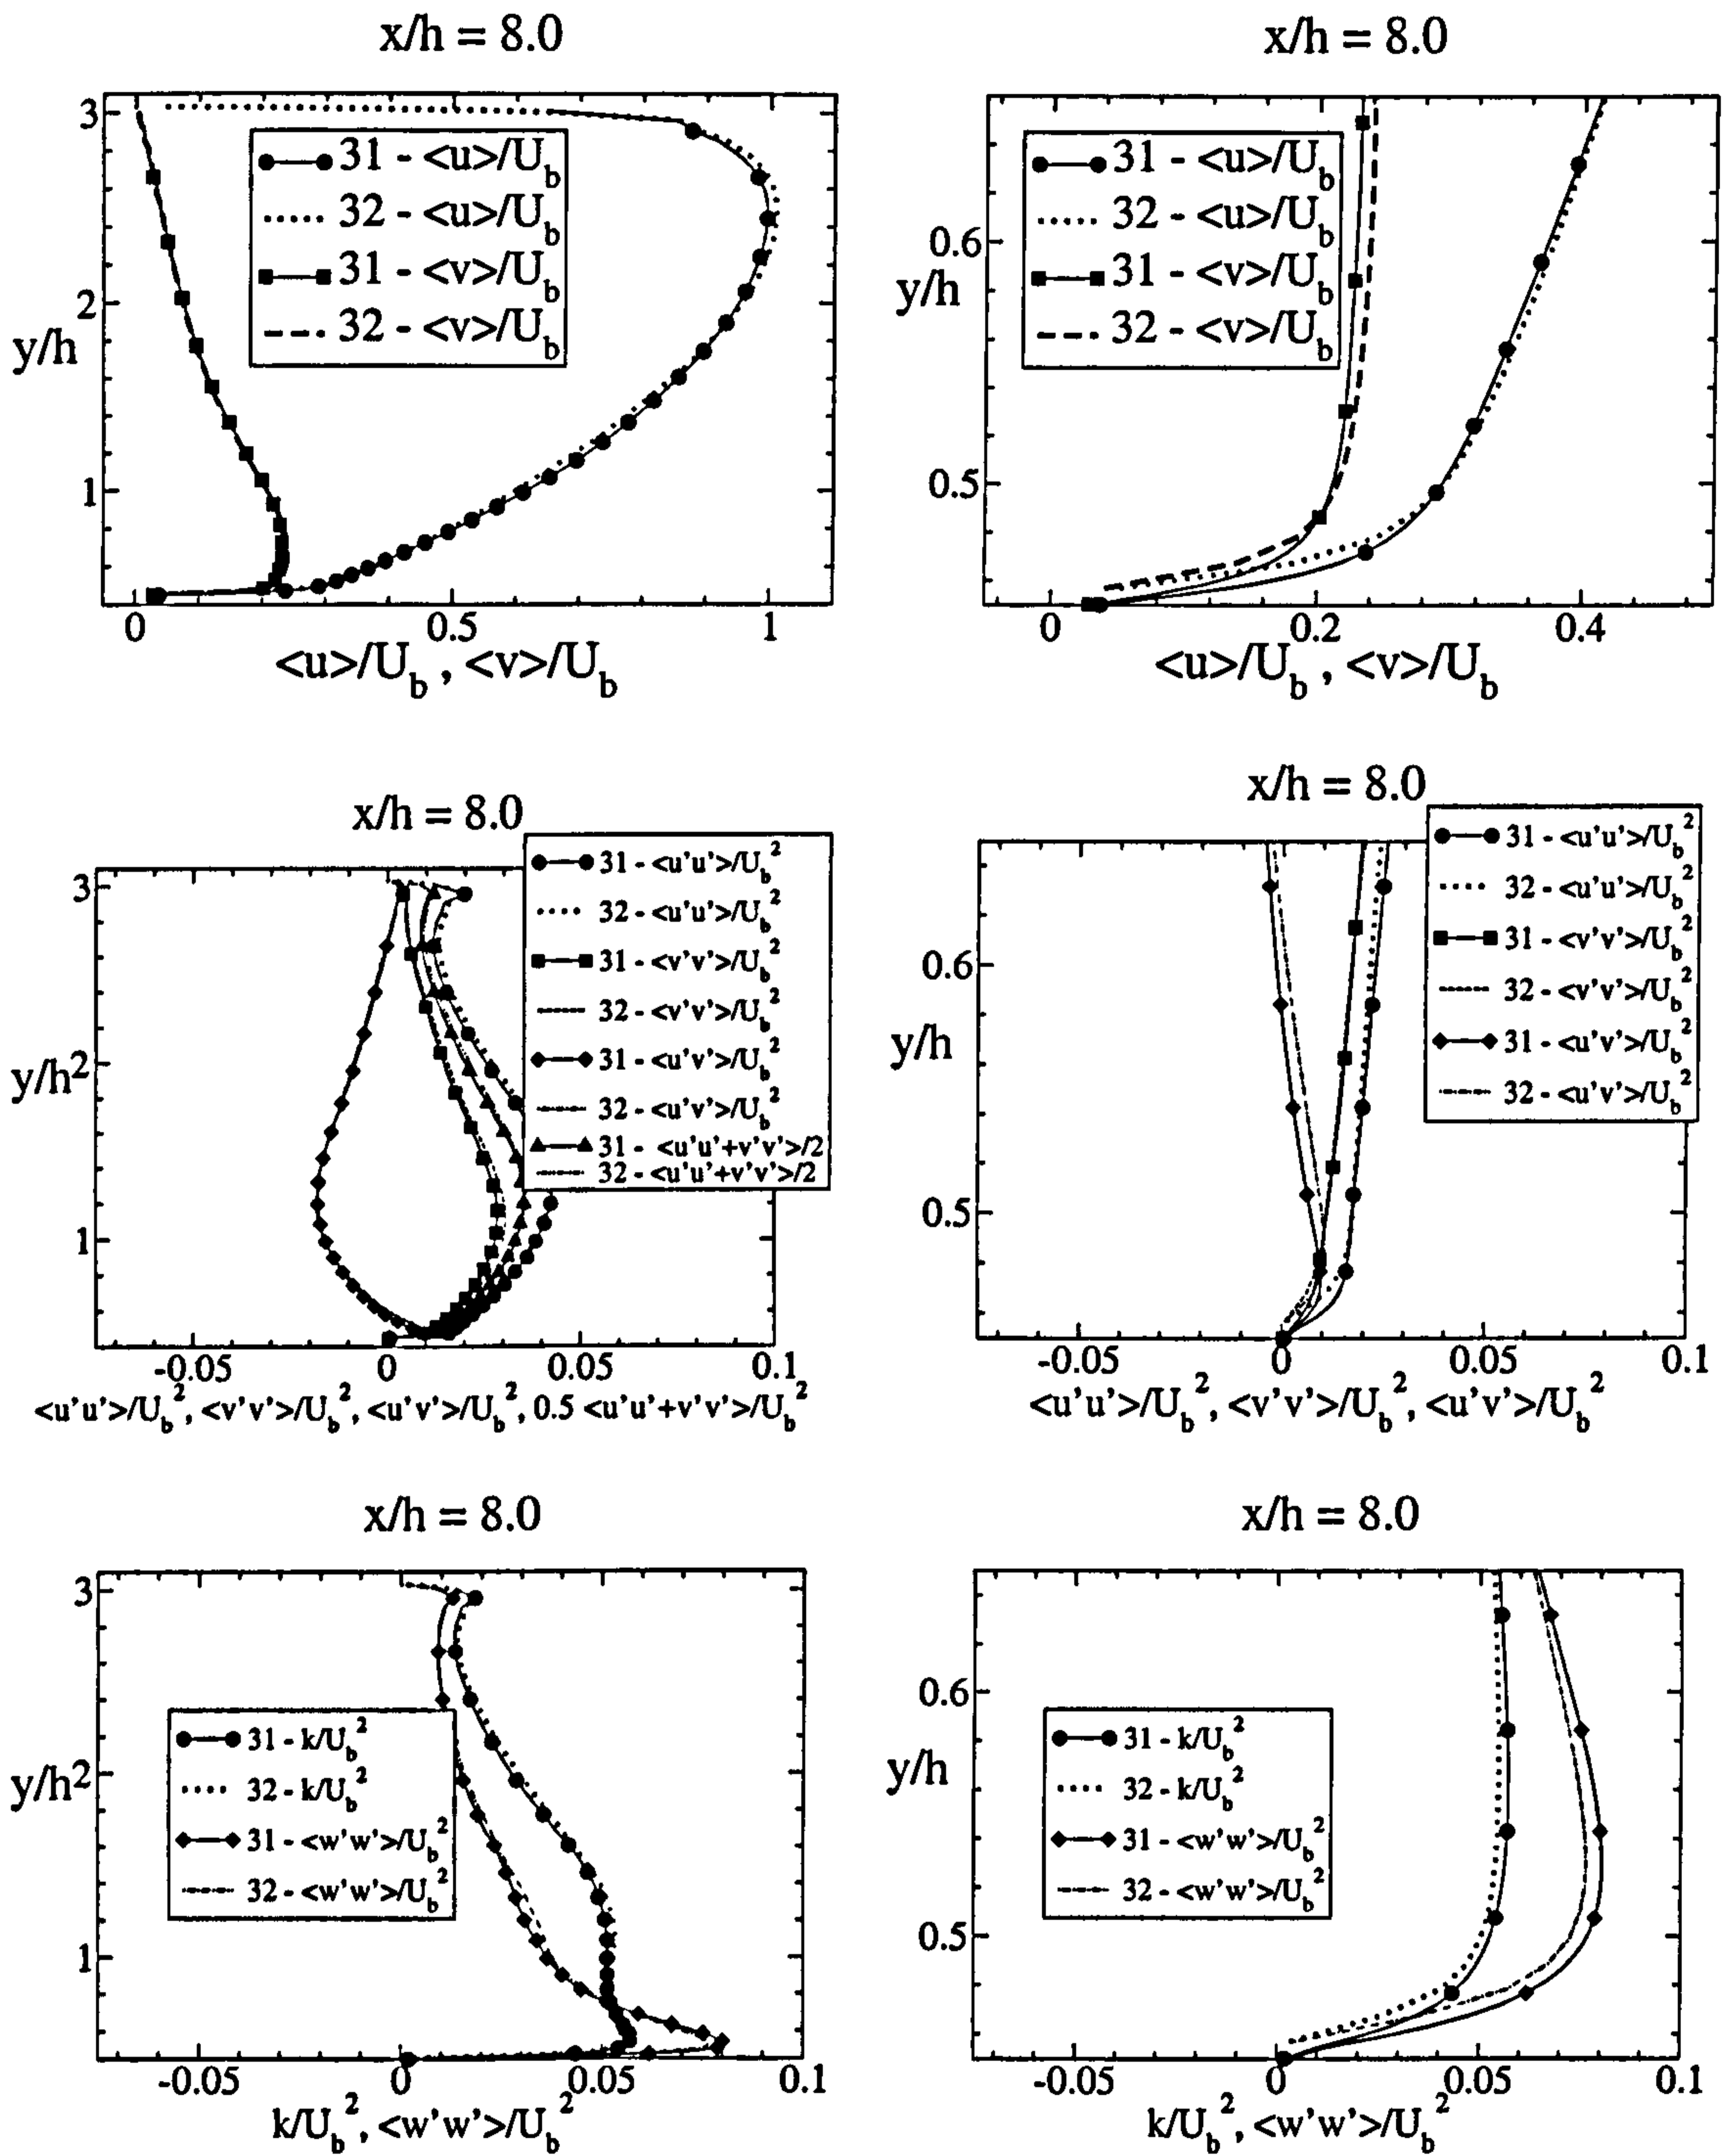 x/h = 8.0
3
2
1
y/h
31 - <u>/U_b
32 - <u>/U_b
31 - <v>/U_b
32 - <v>/U_b
0 0.5 1
<u>/U_b , <v>/U_b
x/h = 8.0
0.6
0.5
y/h
31 - <u>/U_b
32 - <u>/U_b
31 - <v>/U_b
32 - <v>/U_b
0 0.2 0.4
<u>/U_b , <v>/U_b
x/h = 8.0
3
2
1
y/h
31 - <u'u'>/U_b^2
32 - <u'u'>/U_b^2
31 - <v'v'>/U_b^2
32 - <v'v'>/U_b^2
31 - <u'v'>/U_b^2
32 - <u'v'>/U_b^2
31 - <u'u'+v'v'>/2
32 - <u'u'+v'v'>/2
-0.05 0 0.05 0.1
<u'u'>/U_b^2, <v'v'>/U_b^2, <u'v'>/U_b^2, 0.5 <u'u'+v'v'>/U_b^2
x/h = 8.0
0.6
0.5
y/h
31 - <u'u'>/U_b^2
32 - <u'u'>/U_b^2
31 - <v'v'>/U_b^2
32 - <v'v'>/U_b^2
31 - <u'v'>/U_b^2
32 - <u'v'>/U_b^2
-0.05 0 0.05 0.1
<u'u'>/U_b^2, <v'v'>/U_b^2, <u'v'>/U_b^2
x/h = 8.0
3
2
1
y/h
31 - k/U_b^2
32 - k/U_b^2
31 - <w'w'>/U_b^2
32 - <w'w'>/U_b^2
-0.05 0 0.05 0.1
k/U_b^2, <w'w'>/U_b^2
x/h = 8.0
0.6
0.5
y/h
31 - k/U_b^2
32 - k/U_b^2
31 - <w'w'>/U_b^2
32 - <w'w'>/U_b^2
-0.05 0 0.05 0.1
k/U_b^2, <w'w'>/U_b^2